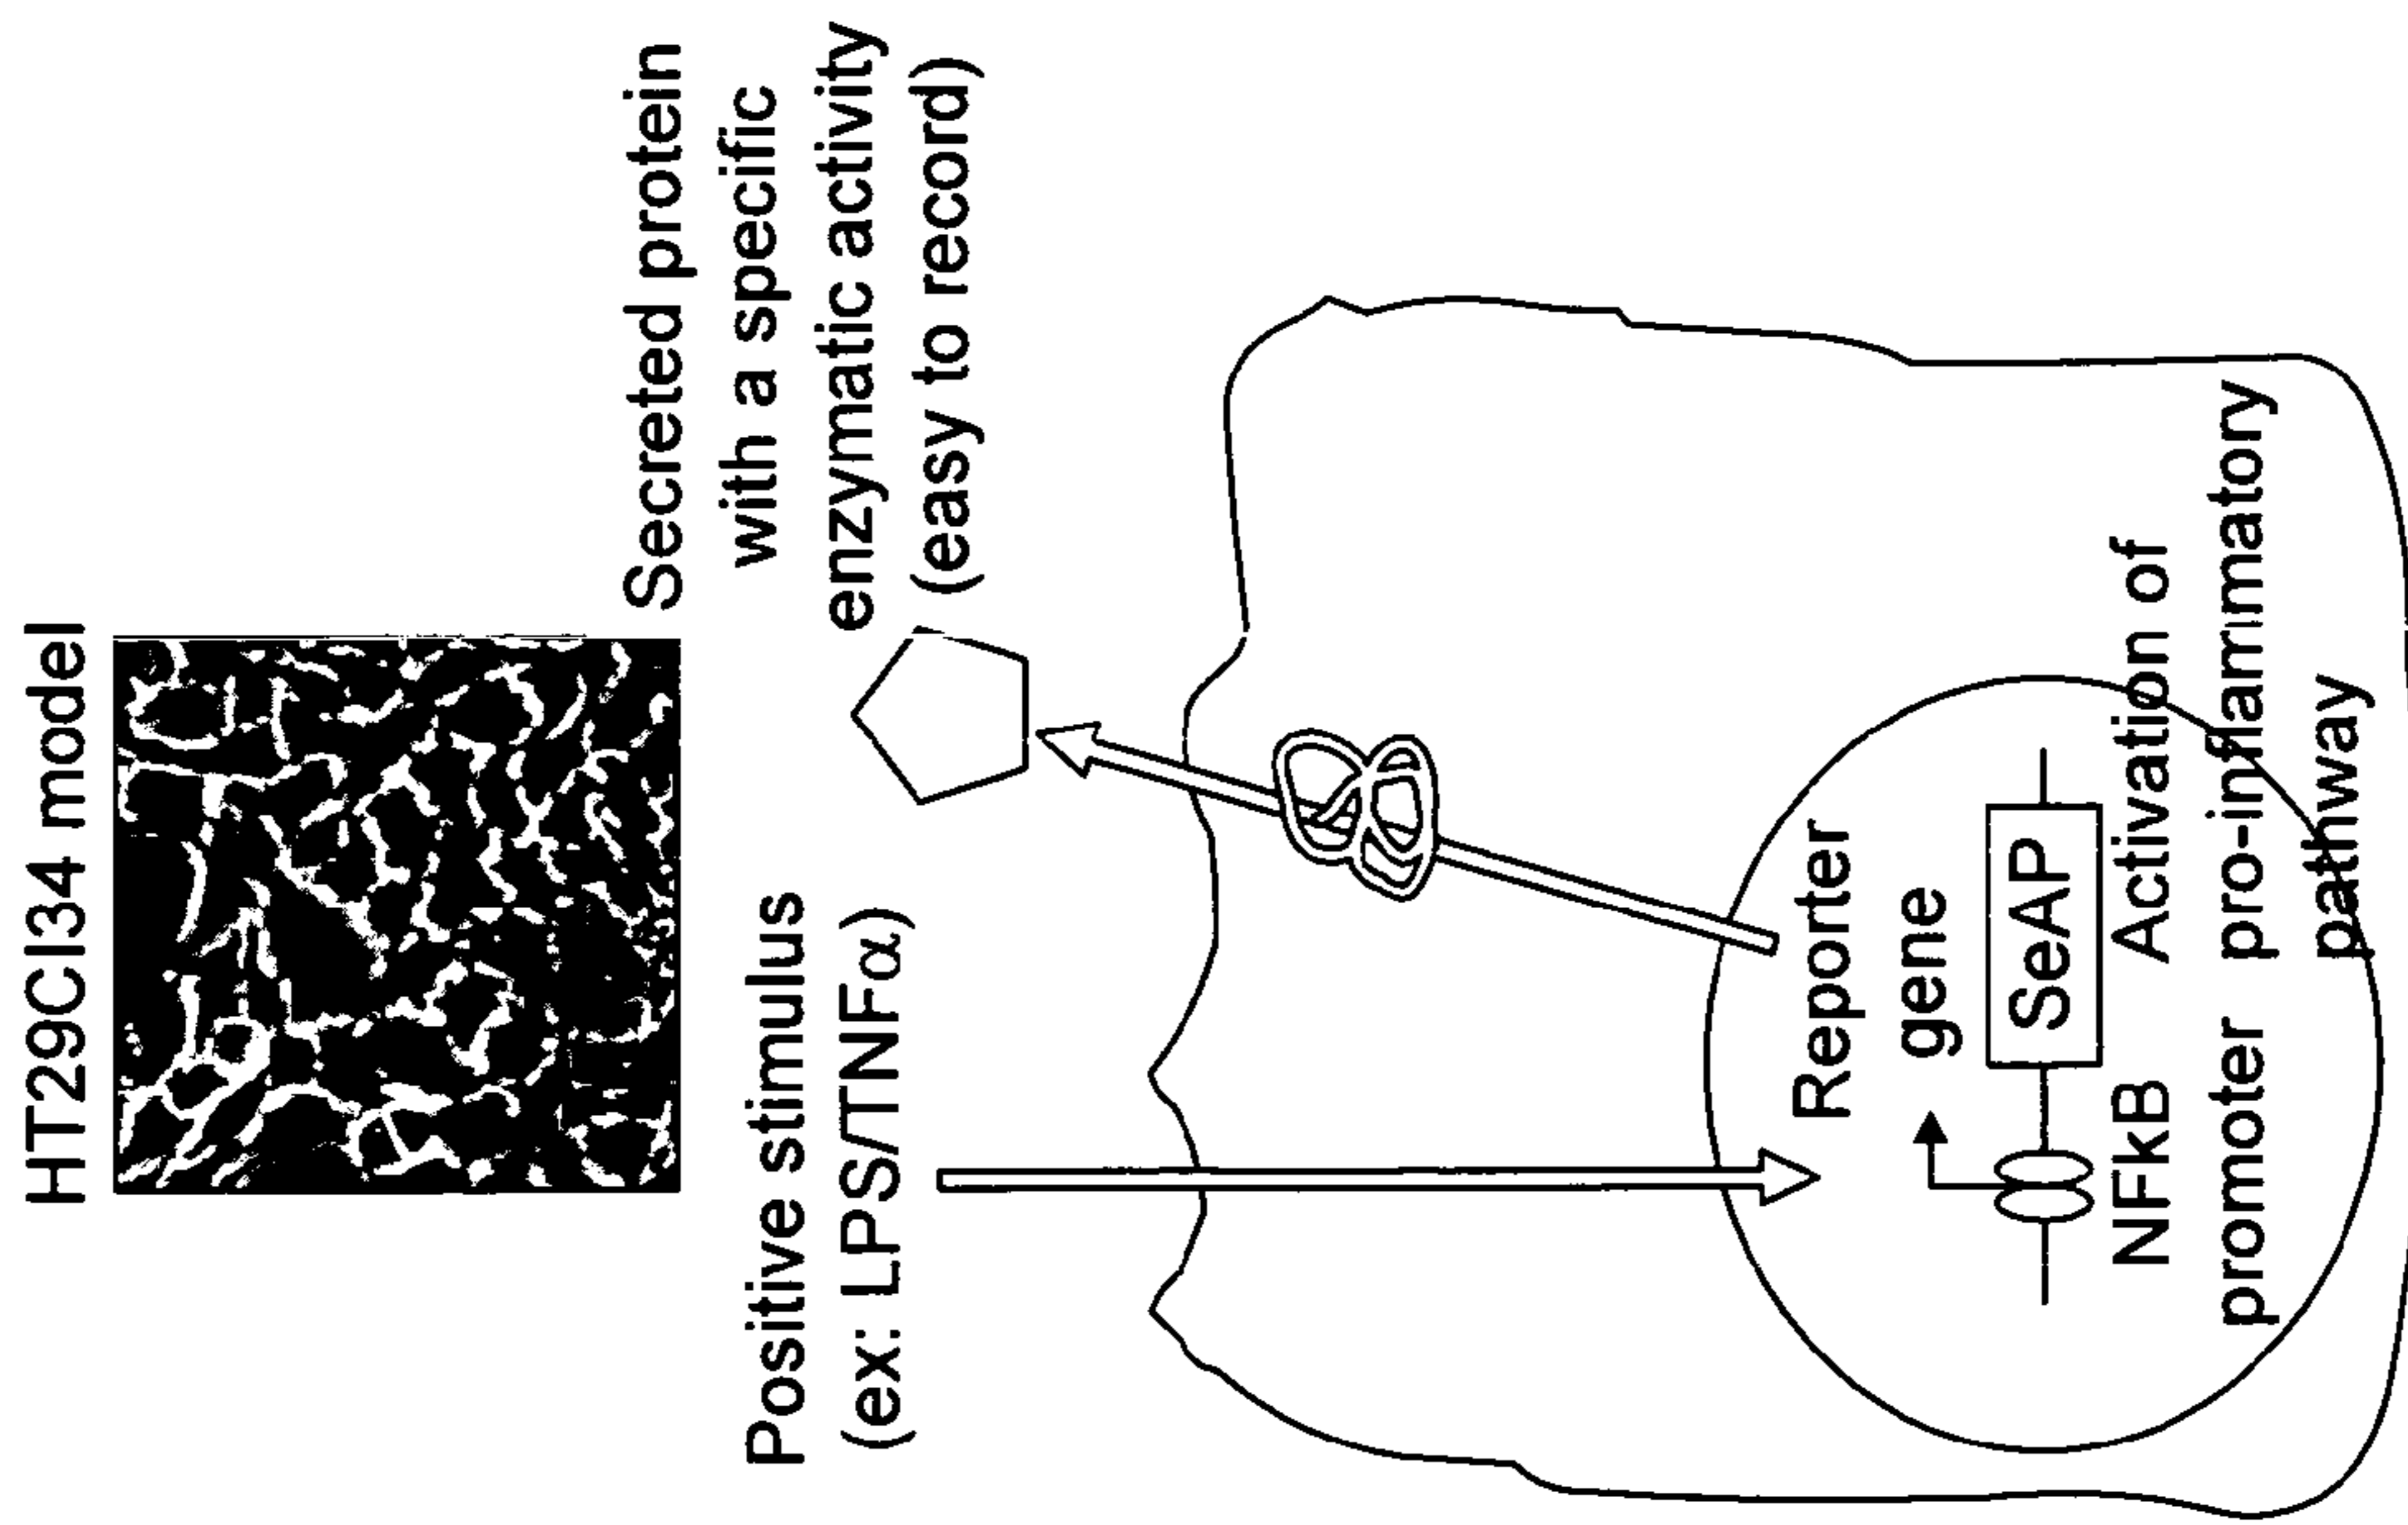 HT29Cl34 model
Secreted protein
with a specific
enzymatic activity
(easy to record)
Positive stimulus
(ex: LPS/TNFα)
Reporter
gene
SeAP
NFkB
promoter
Activation of
pro-inflammatory
pathway